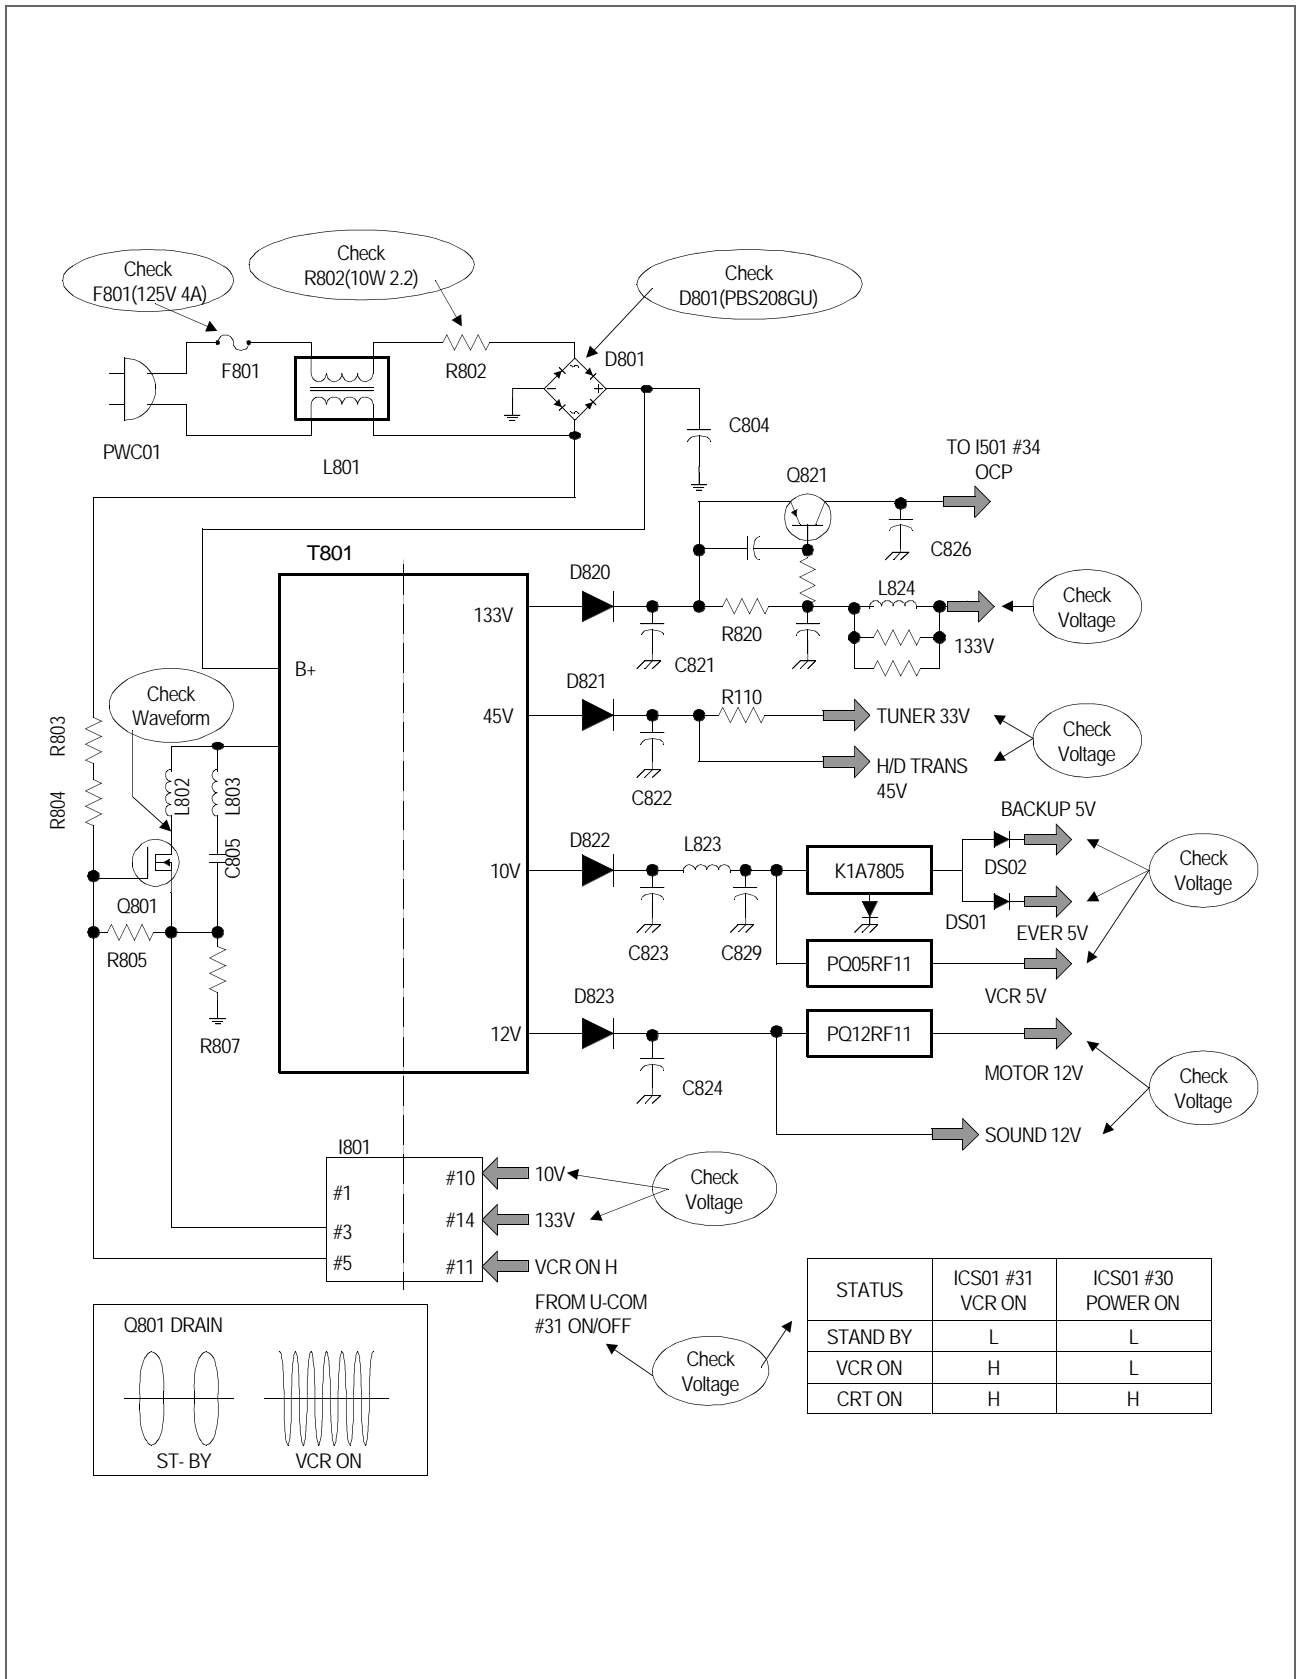 Check
F801(125V 4A)
Check
R802(10W 2.2)
Check
D801(PBS208GU)
F801
R802
D801
PWC01
L801
C804
TO I501 #34
OCP
Q821
C826
T801
D820
133V
C821
R820
L824
133V
Check
Voltage
B+
Check
Waveform
D821
45V
C822
R110
TUNER 33V
H/D TRANS
45V
Check
Voltage
R803
R804
L802
L803
C805
Q801
R805
R807
D822
10V
C823
L823
C829
K1A7805
DS02
BACKUP 5V
DS01
EVER 5V
PQ05RF11
VCR 5V
Check
Voltage
D823
12V
C824
PQ12RF11
MOTOR 12V
SOUND 12V
Check
Voltage
I801
#1
#3
#5
#10
#14
#11
10V
133V
VCR ON H
FROM U-COM
#31 ON/OFF
Check
Voltage
Check
Voltage
STATUS
ICS01 #31
VCR ON
ICS01 #30
POWER ON
STAND BY L L
VCR ON H L
CRT ON H H
Q801 DRAIN
ST- BY
VCR ON